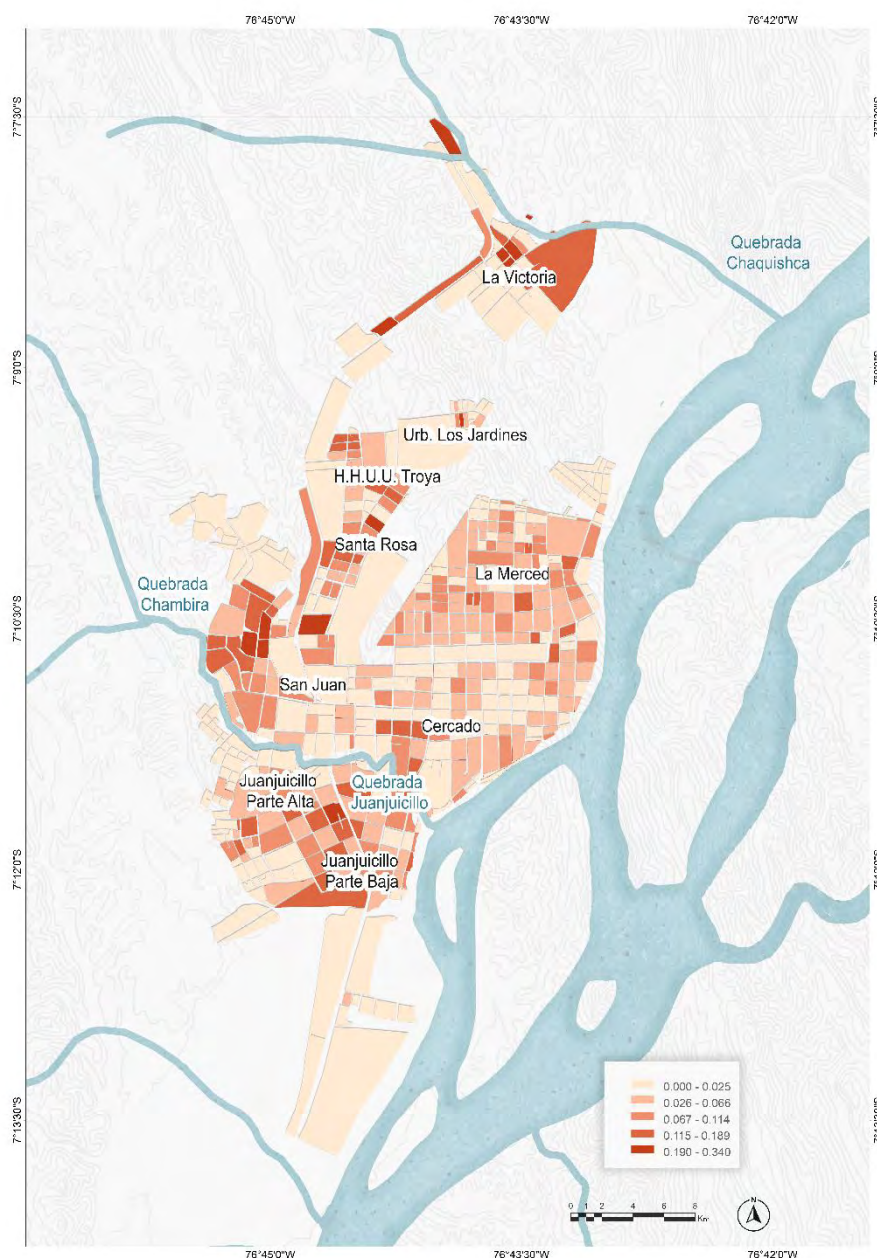 76°45'0"W 76°43'30"W 76°42'0"W
7°7'30"S
Quebrada
Chaquishca
La Victoria
7°9'0"S
Urb. Los Jardines
H.H.U.U. Troya
Santa Rosa
La Merced
Quebrada
Chambira
7°10'30"S
San Juan
Cercado
Juanjuicillo
Parte Alta
Quebrada
Juanjuicillo
7°12'0"S
Juanjuicillo
Parte Baja
7°13'30"S
0.000 - 0.025
0.026 - 0.066
0.067 - 0.114
0.115 - 0.189
0.190 - 0.340
0 1 2 4 6 8
Km
N
76°45'0"W 76°43'30"W 76°42'0"W